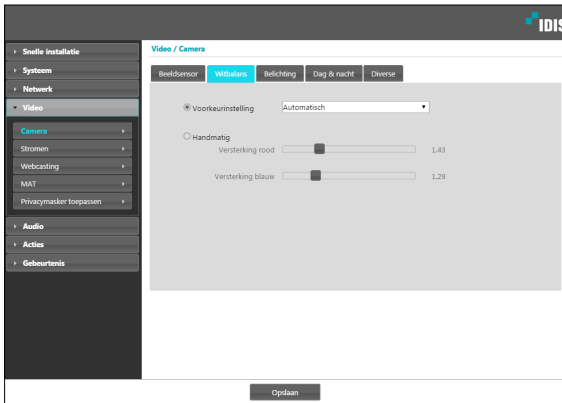 IDIS
Snelle installatie
Systeem
Netwerk
Video
Camera
Stromen
Webcasting
MAT
Privacymasker toepassen
Audio
Acties
Gebeurtenis
Video / Camera
Beeldsensor Witbalans Belichting Dag & nacht Diverse
Voorkeurinstelling Automatisch
Handmatig
Versterking rood 1.43
Versterking blauw 1.29
Opslaan